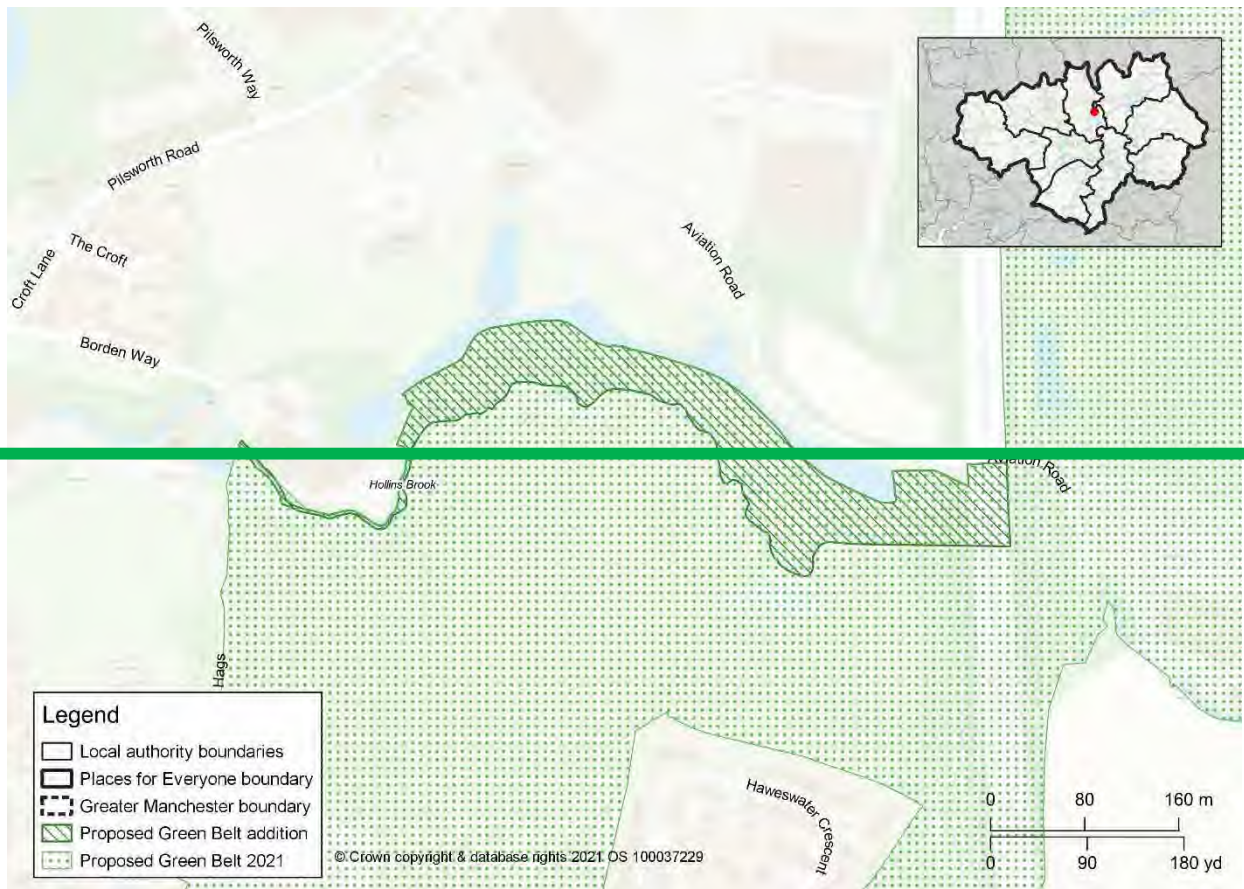 Pilsworth Way
Pilsworth Road
The Croft
Croft Lane
Borden Way
Aviation Road
Hollins Brook
Aviation Road
Hags
Haweswater Crescent
Legend
Local authority boundaries
Places for Everyone boundary
Greater Manchester boundary
Proposed Green Belt addition
Proposed Green Belt 2021
© Crown copyright & database rights 2021 OS 100037229
0 80 160 m
0 90 180 yd